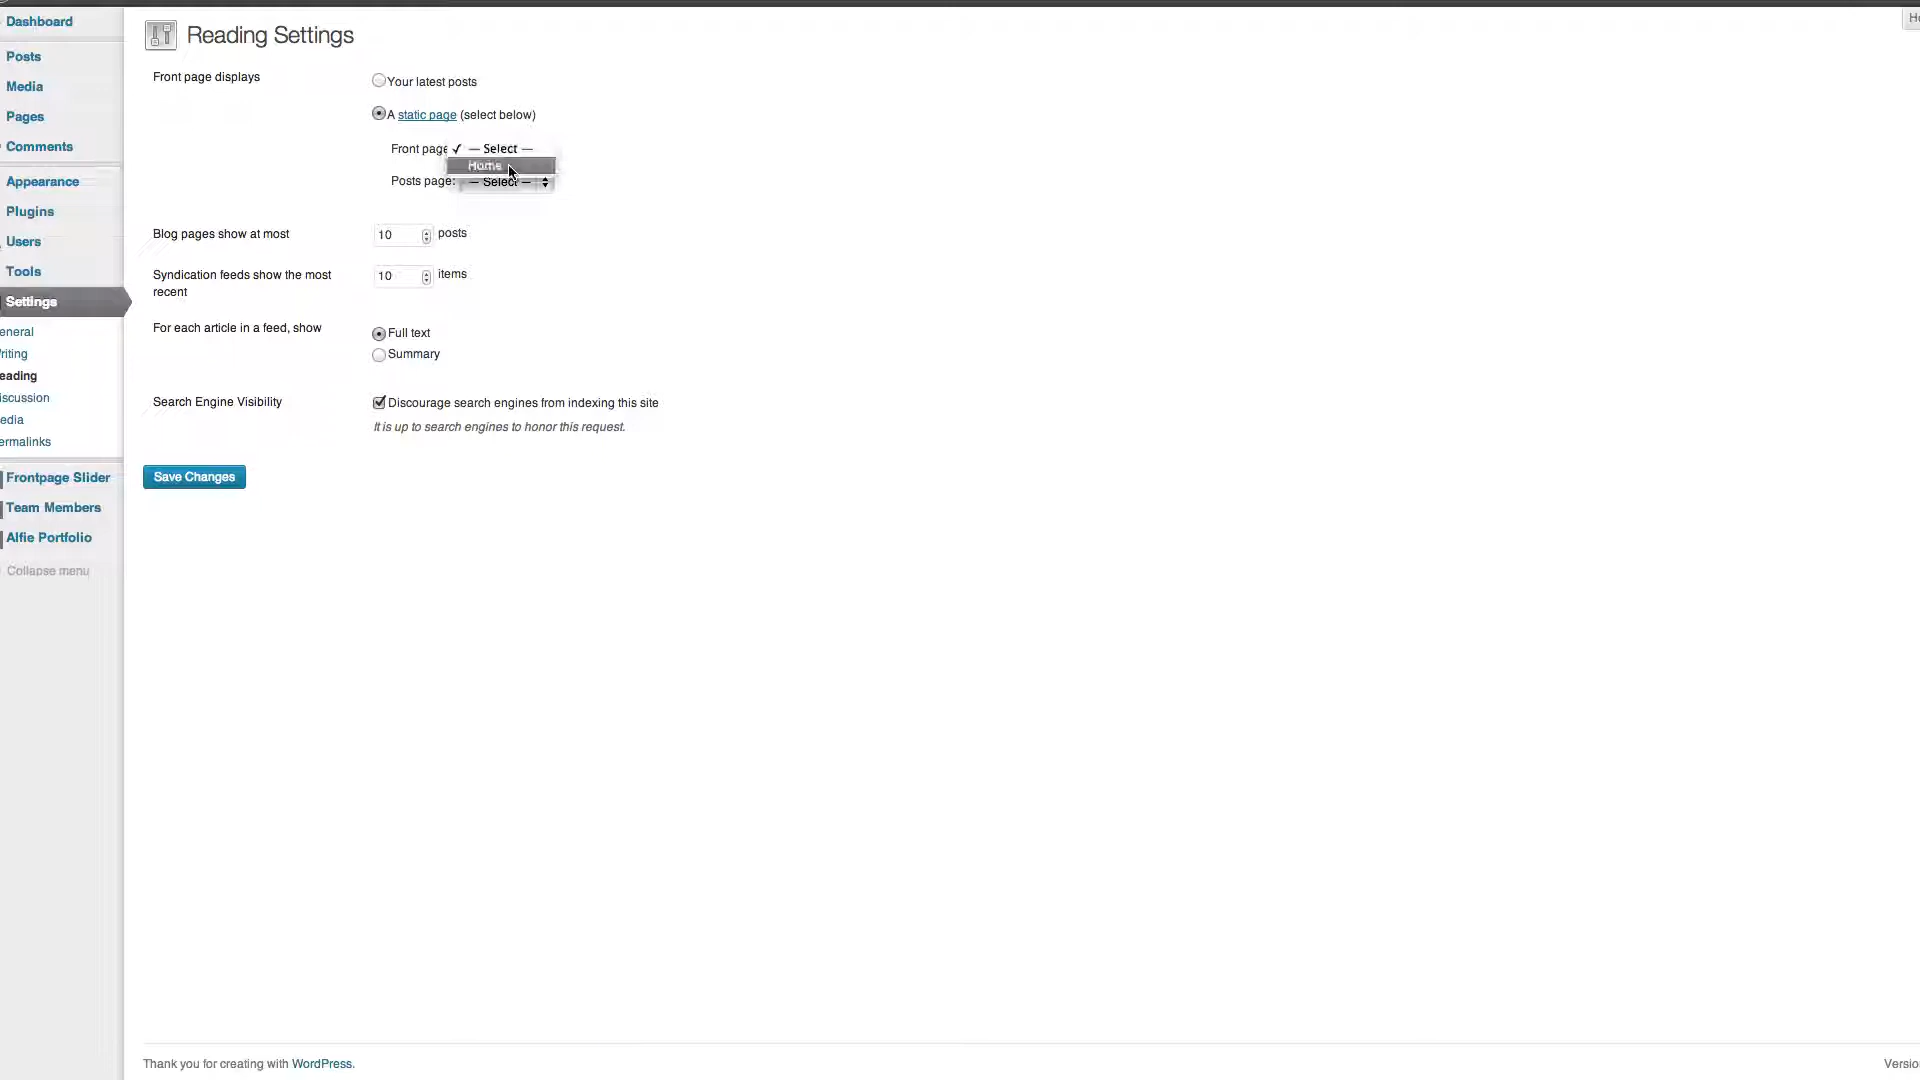 Dashboard
Posts
Media
Pages
Comments
Appearance
Plugins
Users
Tools
Settings
eneral
riting
eading
iscussion
edia
ermalinks
Frontpage Slider
Team Members
Alfie Portfolio
Collapse menu
Reading Settings
Front page displays
Your latest posts
A static page (select below)
Front page ✓ — Select —
Home
Posts page: — Select —
Blog pages show at most 10 posts
Syndication feeds show the most
recent
10 items
For each article in a feed, show
Full text
Summary
Search Engine Visibility
Discourage search engines from indexing this site
It is up to search engines to honor this request.
Save Changes
Thank you for creating with WordPress.
Versio
He